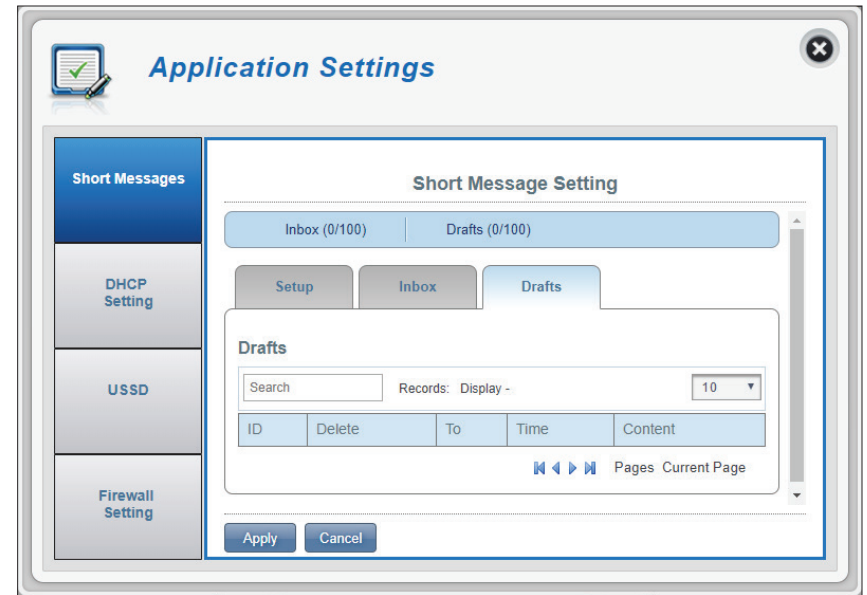 Application Settings
Short Messages
DHCP
Setting
USSD
Firewall
Setting
Short Message Setting
Inbox (0/100) Drafts (0/100)
Setup Inbox Drafts
Drafts
Search Records: Display - 10
ID Delete To Time Content
Pages Current Page
Apply Cancel